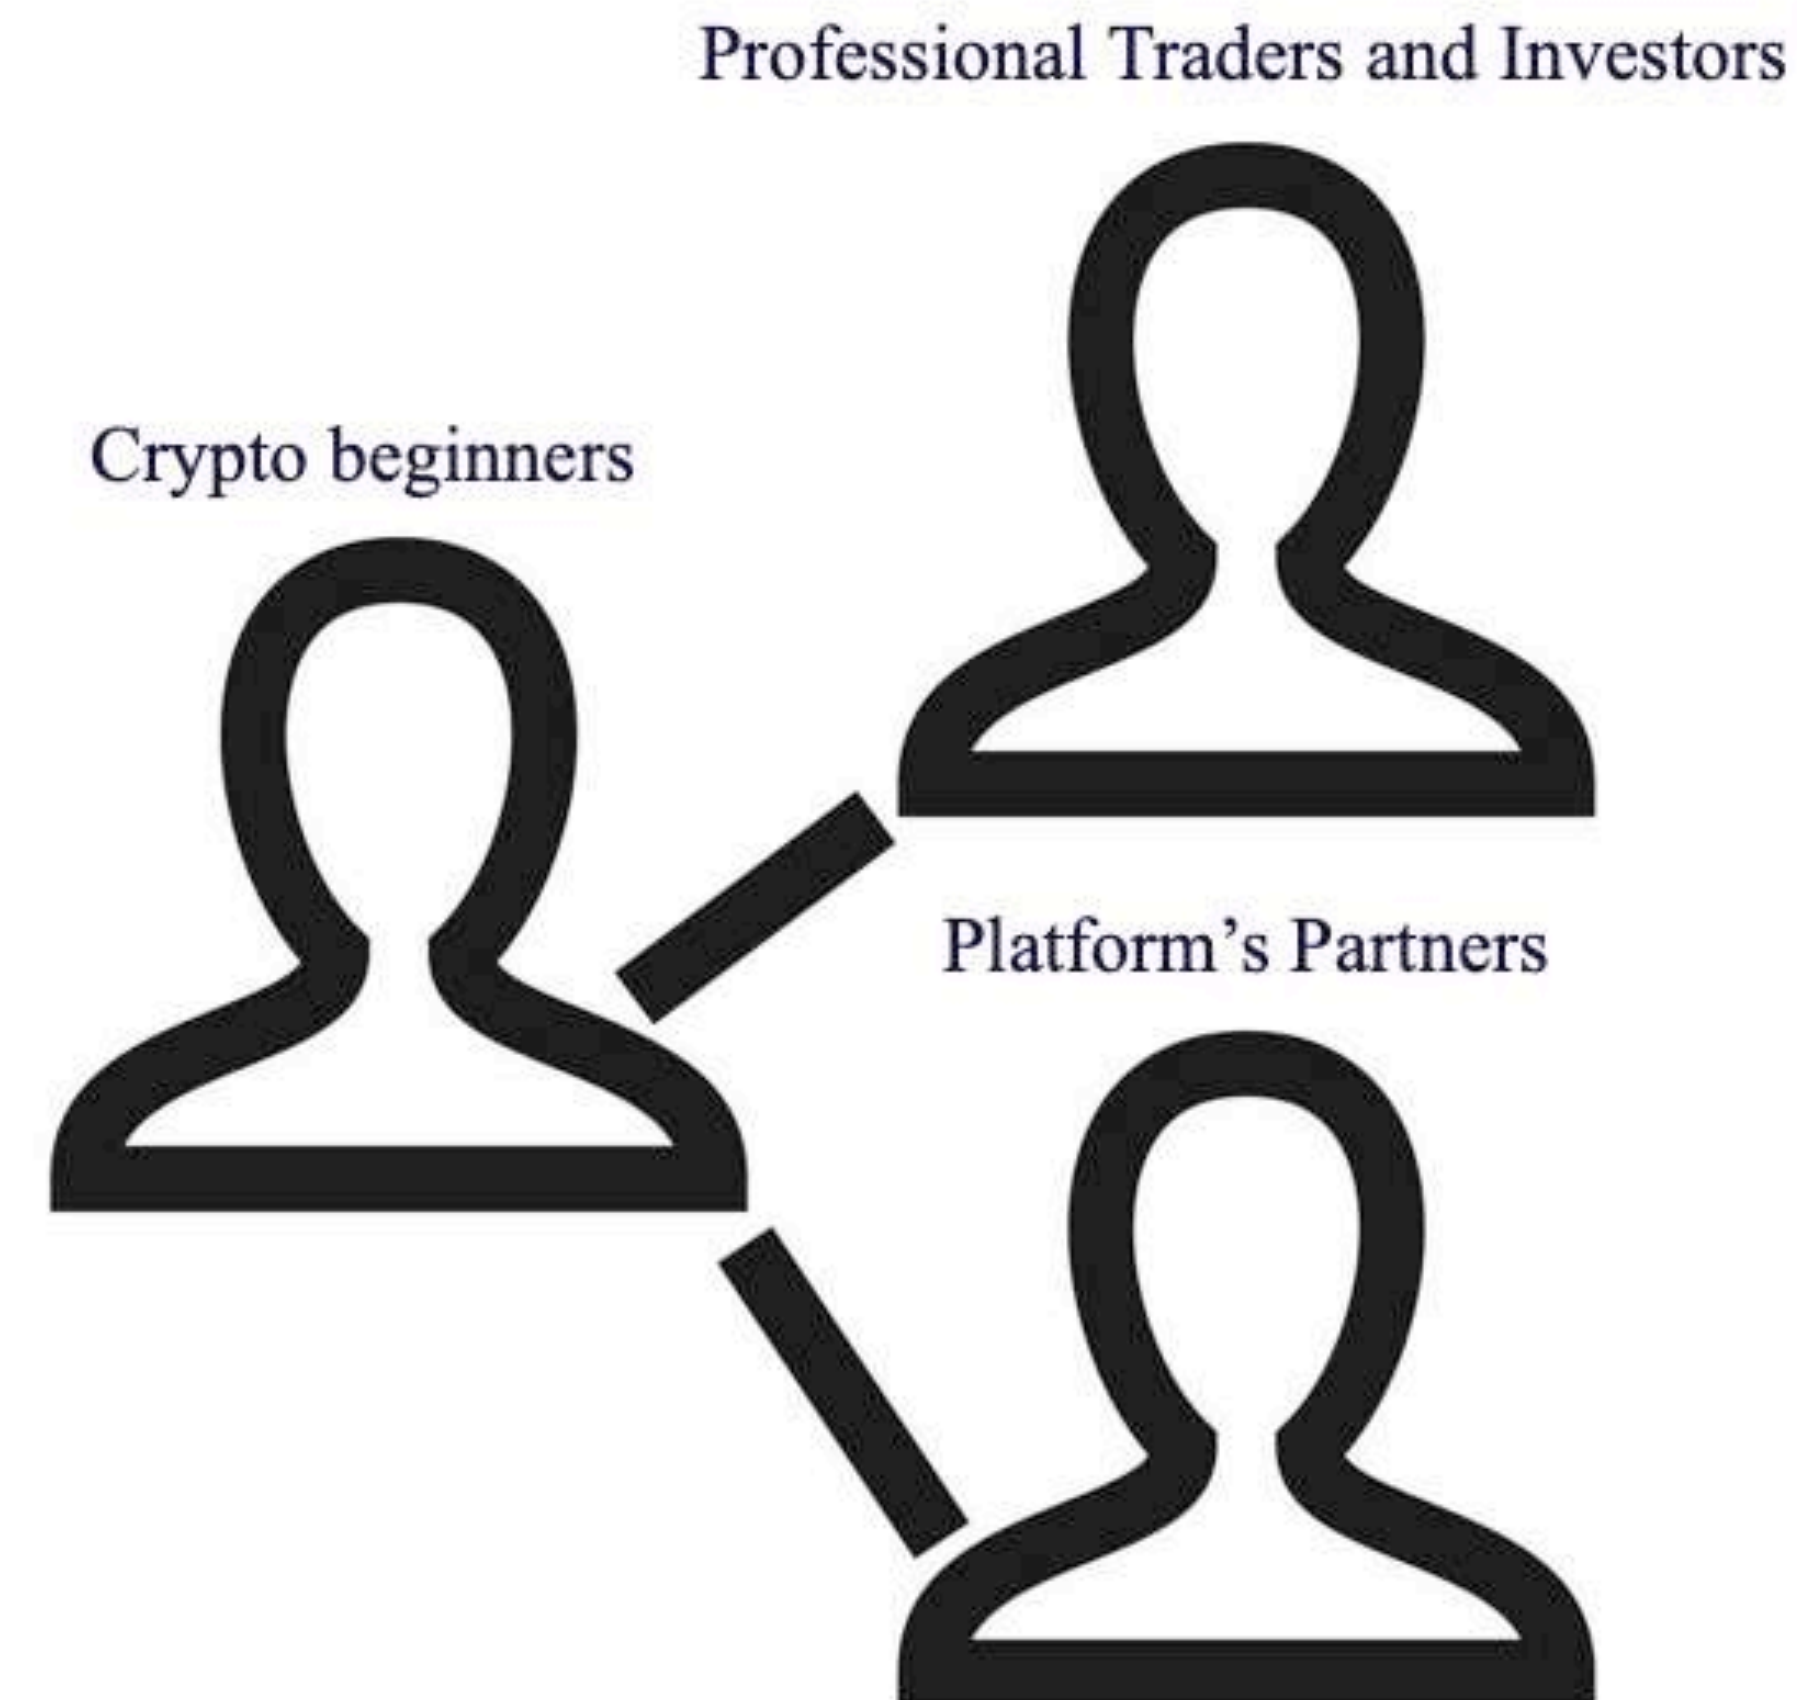 Professional Traders and Investors
Crypto beginners
Platform’s Partners